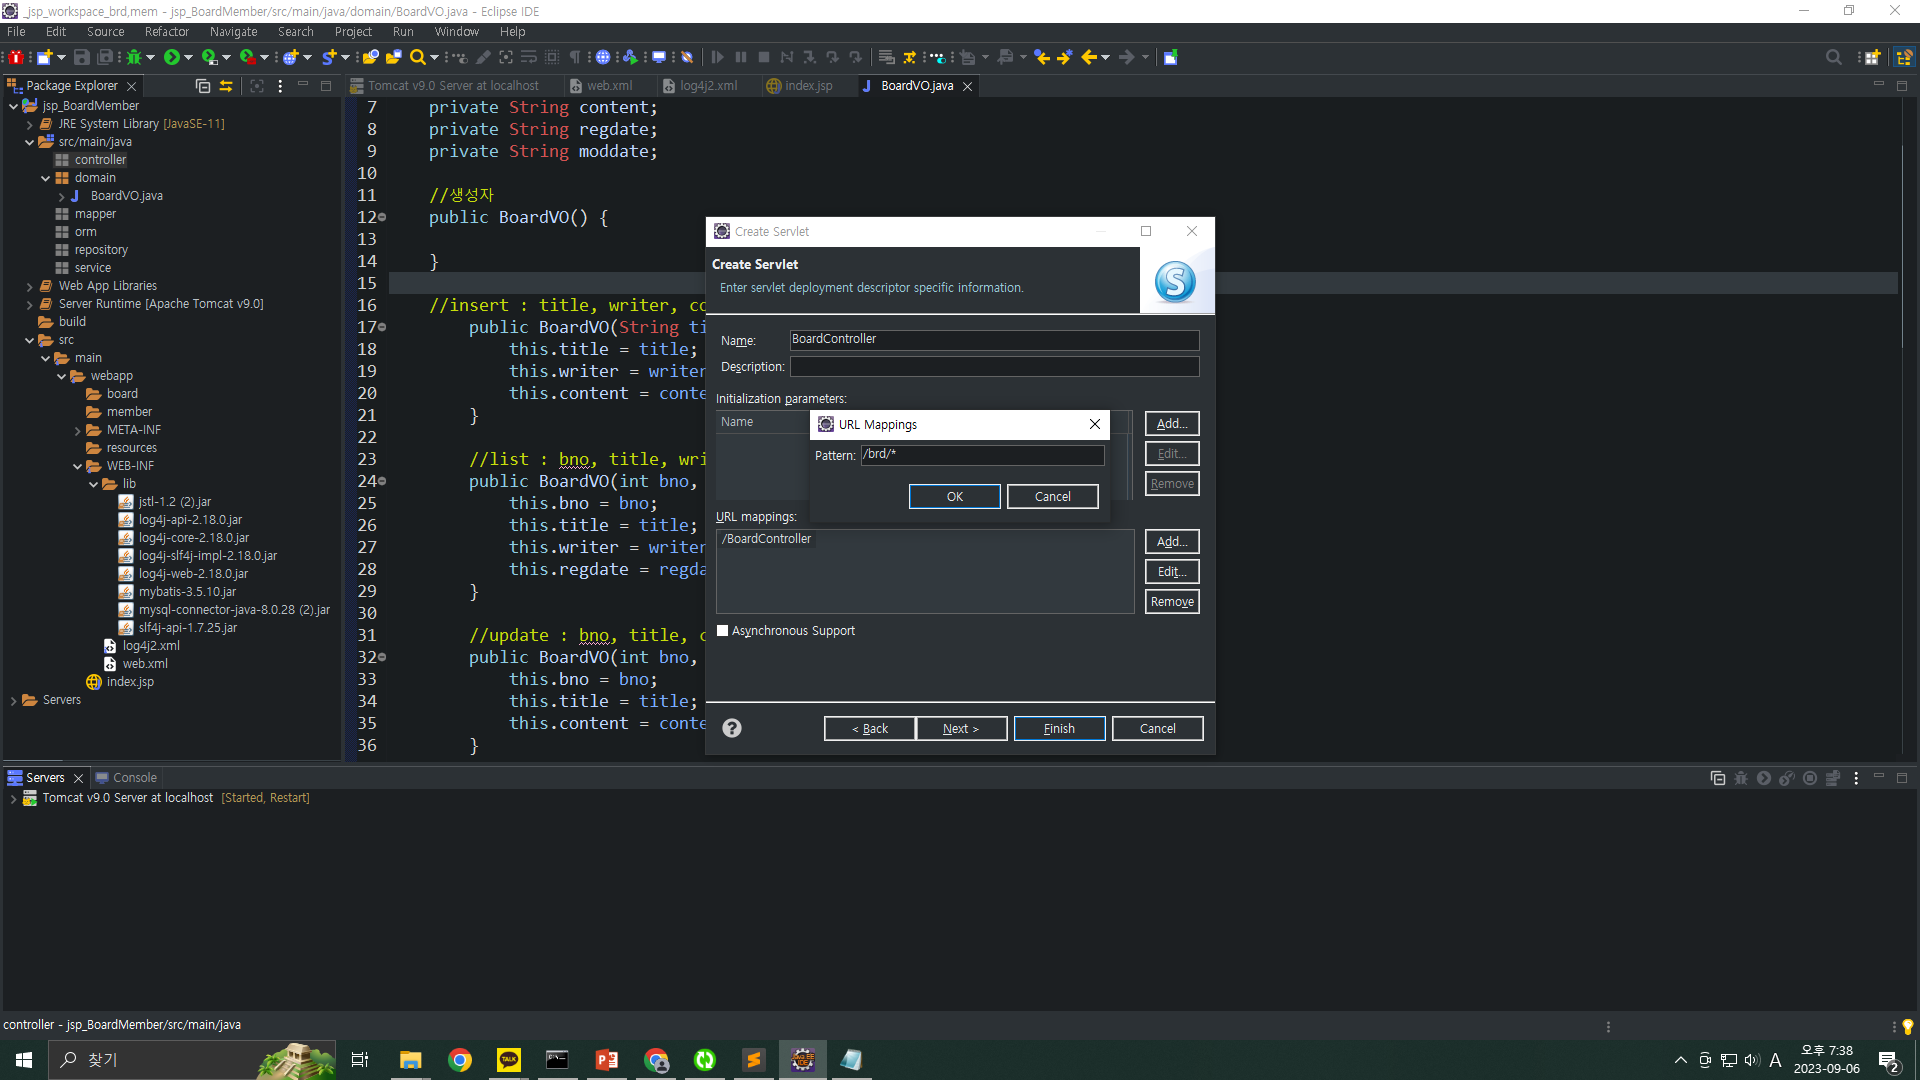 _jsp_workspace_brd,mem - jsp_BoardMember/src/main/java/domain/BoardVO.java - Eclipse IDE
File Edit Source Refactor Navigate Search Project Run Window Help
Package Explorer
Tomcat v9.0 Server at localhost web.xml log4j2.xml index.jsp BoardVO.java
jsp_BoardMember
JRE System Library [JavaSE-11]
src/main/java
controller
domain
BoardVO.java
mapper
orm
repository
service
Web App Libraries
Server Runtime [Apache Tomcat v9.0]
build
src
main
webapp
board
member
META-INF
resources
WEB-INF
lib
jstl-1.2 (2).jar
log4j-api-2.18.0.jar
log4j-core-2.18.0.jar
log4j-slf4j-impl-2.18.0.jar
log4j-web-2.18.0.jar
mybatis-3.5.10.jar
mysql-connector-java-8.0.28 (2).jar
slf4j-api-1.7.25.jar
log4j2.xml
web.xml
index.jsp
Servers
7 private String content;
8 private String regdate;
9 private String moddate;
10
11 //생성자
12 public BoardVO() {
13
14 }
15
16 //insert : title, writer, co
17 public BoardVO(String ti
18 this.title = title;
19 this.writer = writer
20 this.content = conte
21 }
22
23 //list : bno, title, wri
24 public BoardVO(int bno,
25 this.bno = bno;
26 this.title = title;
27 this.writer = writer
28 this.regdate = regda
29 }
30
31 //update : bno, title, c
32 public BoardVO(int bno,
33 this.bno = bno;
34 this.title = title;
35 this.content = conte
36 }
Create Servlet
Create Servlet
Enter servlet deployment descriptor specific information.
S
Name: BoardController
Description:
Initialization parameters:
Name
Add...
Edit...
Remove
URL Mappings
Pattern: /brd/*
OK Cancel
URL mappings:
/BoardController
Add...
Edit...
Remove
Asynchronous Support
? < Back Next > Finish Cancel
Servers Console
Tomcat v9.0 Server at localhost [Started, Restart]
controller - jsp_BoardMember/src/main/java
찾기
TALK
A
오후 7:38
2023-09-06
2